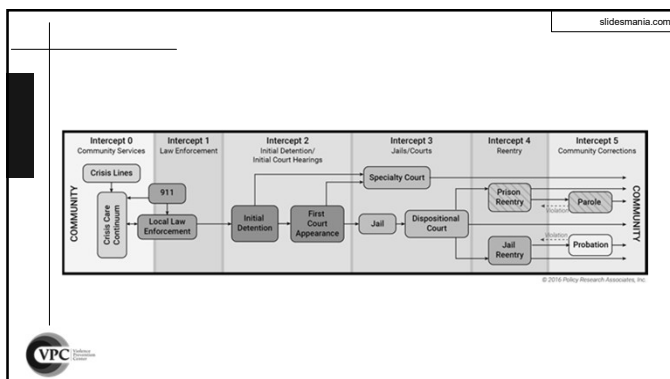 slidesmania.com
Intercept 0
Community Services
Intercept 1
Law Enforcement
Intercept 2
Initial Detention/
Initial Court Hearings
Intercept 3
Jails/Courts
Intercept 4
Reentry
Intercept 5
Community Corrections
COMMUNITY
Crisis Lines
Crisis Care
Continuum
911
Local Law
Enforcement
Initial
Detention
First
Court
Appearance
Specialty Court
Jail
Dispositional
Court
Prison
Reentry
Parole
Violation
Violation
Jail
Reentry
Probation
COMMUNITY
© 2016 Policy Research Associates, Inc.
VPC
Violence
Prevention
Center